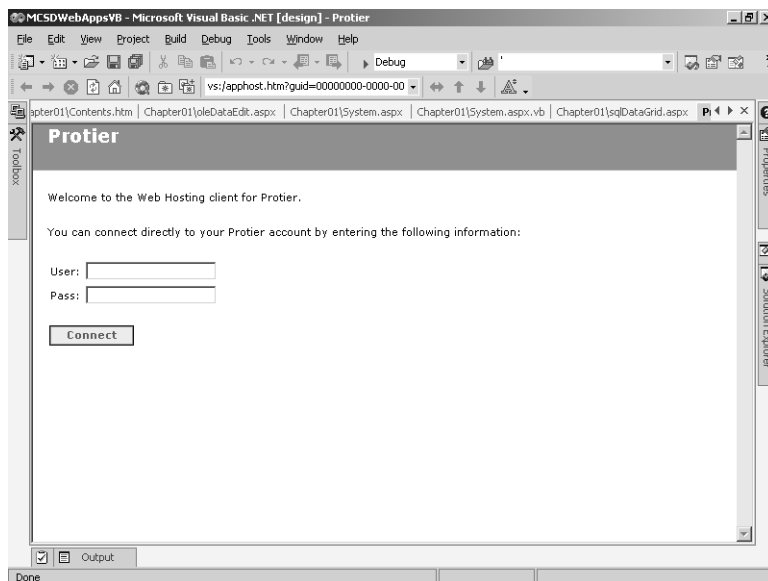 MCSDWebAppsVB - Microsoft Visual Basic .NET [design] - Protier
File Edit View Project Build Debug Tools Window Help
Debug
vs:/apphost.htm?guid=00000000-0000-00
apter01\Contents.htm Chapter01\oleDataEdit.aspx Chapter01\System.aspx Chapter01\System.aspx.vb Chapter01\sqlDataGrid.aspx
Toolbox
Properties
Solution Explorer
Protier
Welcome to the Web Hosting client for Protier.
You can connect directly to your Protier account by entering the following information:
User:
Pass:
Connect
Output
Done